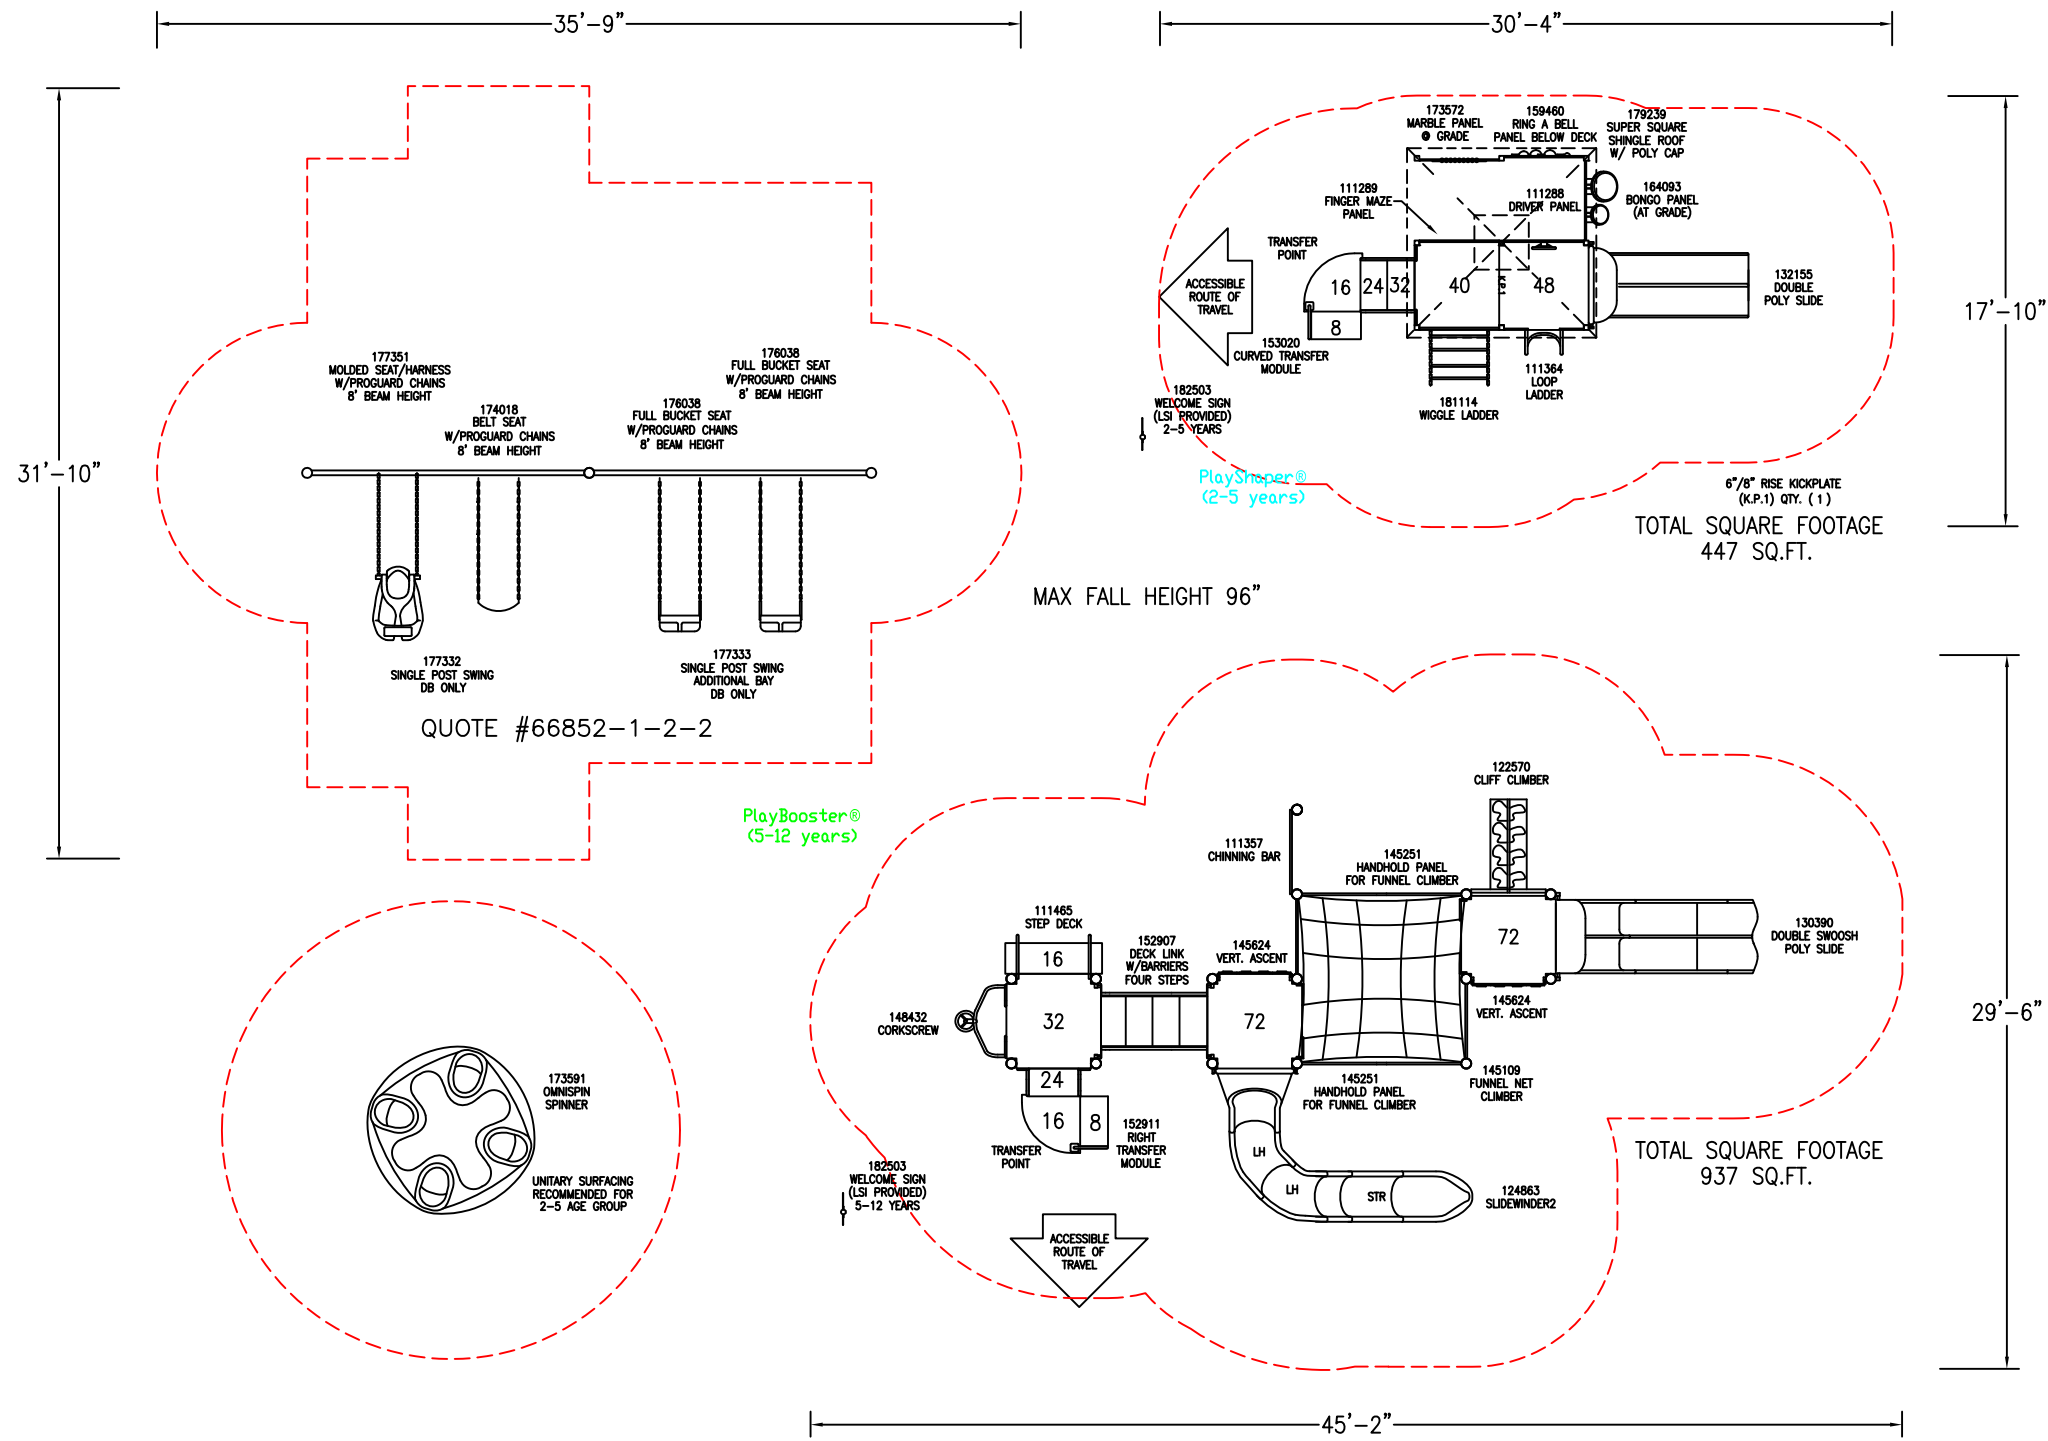 35'-9"
30'-4"
31'-10"
177351
MOLDED SEAT/HARNESS
W/PROGUARD CHAINS
8' BEAM HEIGHT
174018
BELT SEAT
W/PROGUARD CHAINS
8' BEAM HEIGHT
176038
FULL BUCKET SEAT
W/PROGUARD CHAINS
8' BEAM HEIGHT
176038
FULL BUCKET SEAT
W/PROGUARD CHAINS
8' BEAM HEIGHT
177332
SINGLE POST SWING
DB ONLY
177333
SINGLE POST SWING
ADDITIONAL BAY
DB ONLY
QUOTE #66852-1-2-2
173572
MARBLE PANEL
@ GRADE
159460
RING A BELL
PANEL BELOW DECK
179239
SUPER SQUARE
SHINGLE ROOF
W/ POLY CAP
111289
FINGER MAZE
PANEL
111288
DRIVER PANEL
164093
BONGO PANEL
(AT GRADE)
TRANSFER
POINT
ACCESSIBLE
ROUTE OF
TRAVEL
16
24
32
40
K.P.1
48
8
132155
DOUBLE
POLY SLIDE
17'-10"
153020
CURVED TRANSFER
MODULE
111364
LOOP
LADDER
181114
WIGGLE LADDER
182503
WELCOME SIGN
(LSI PROVIDED)
2-5 YEARS
PlayShaper®
(2-5 years)
6"/8" RISE KICKPLATE
(K.P.1) QTY. ( 1 )
TOTAL SQUARE FOOTAGE
447 SQ.FT.
MAX FALL HEIGHT 96"
PlayBooster®
(5-12 years)
122570
CLIFF CLIMBER
111357
CHINNING BAR
145251
HANDHOLD PANEL
FOR FUNNEL CLIMBER
111465
STEP DECK
152907
DECK LINK
W/BARRIERS
FOUR STEPS
145624
VERT. ASCENT
16
72
130390
DOUBLE SWOOSH
POLY SLIDE
148432
CORKSCREW
32
72
145624
VERT. ASCENT
29'-6"
24
16
8
145251
HANDHOLD PANEL
FOR FUNNEL CLIMBER
145109
FUNNEL NET
CLIMBER
TRANSFER
POINT
152911
RIGHT
TRANSFER
MODULE
LH
LH
STR
124863
SLIDEWINDER2
TOTAL SQUARE FOOTAGE
937 SQ.FT.
173591
OMNISPIN
SPINNER
UNITARY SURFACING
RECOMMENDED FOR
2-5 AGE GROUP
182503
WELCOME SIGN
(LSI PROVIDED)
5-12 YEARS
ACCESSIBLE
ROUTE OF
TRAVEL
45'-2"